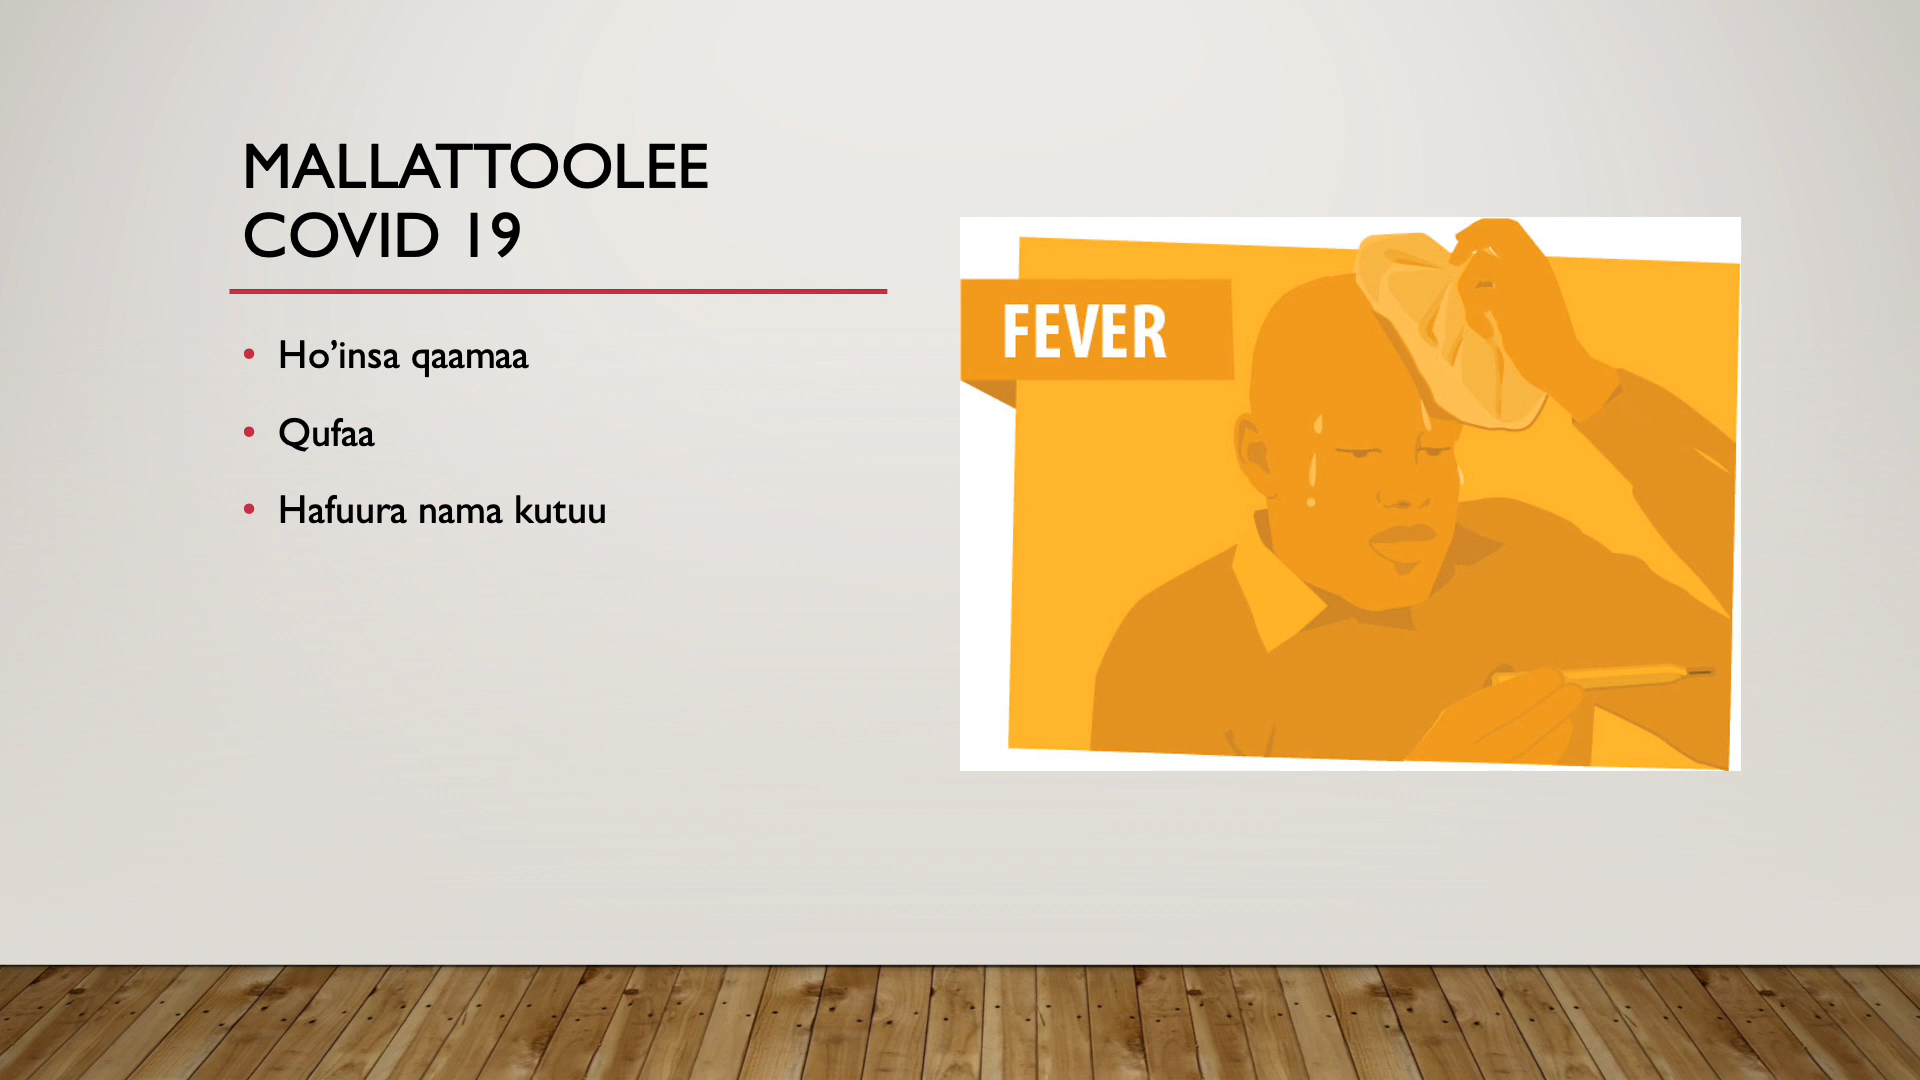 MALLATTOOLEE
COVID 19
• Ho’insa qaamaa
• Qufaa
• Hafuura nama kutuu
FEVER